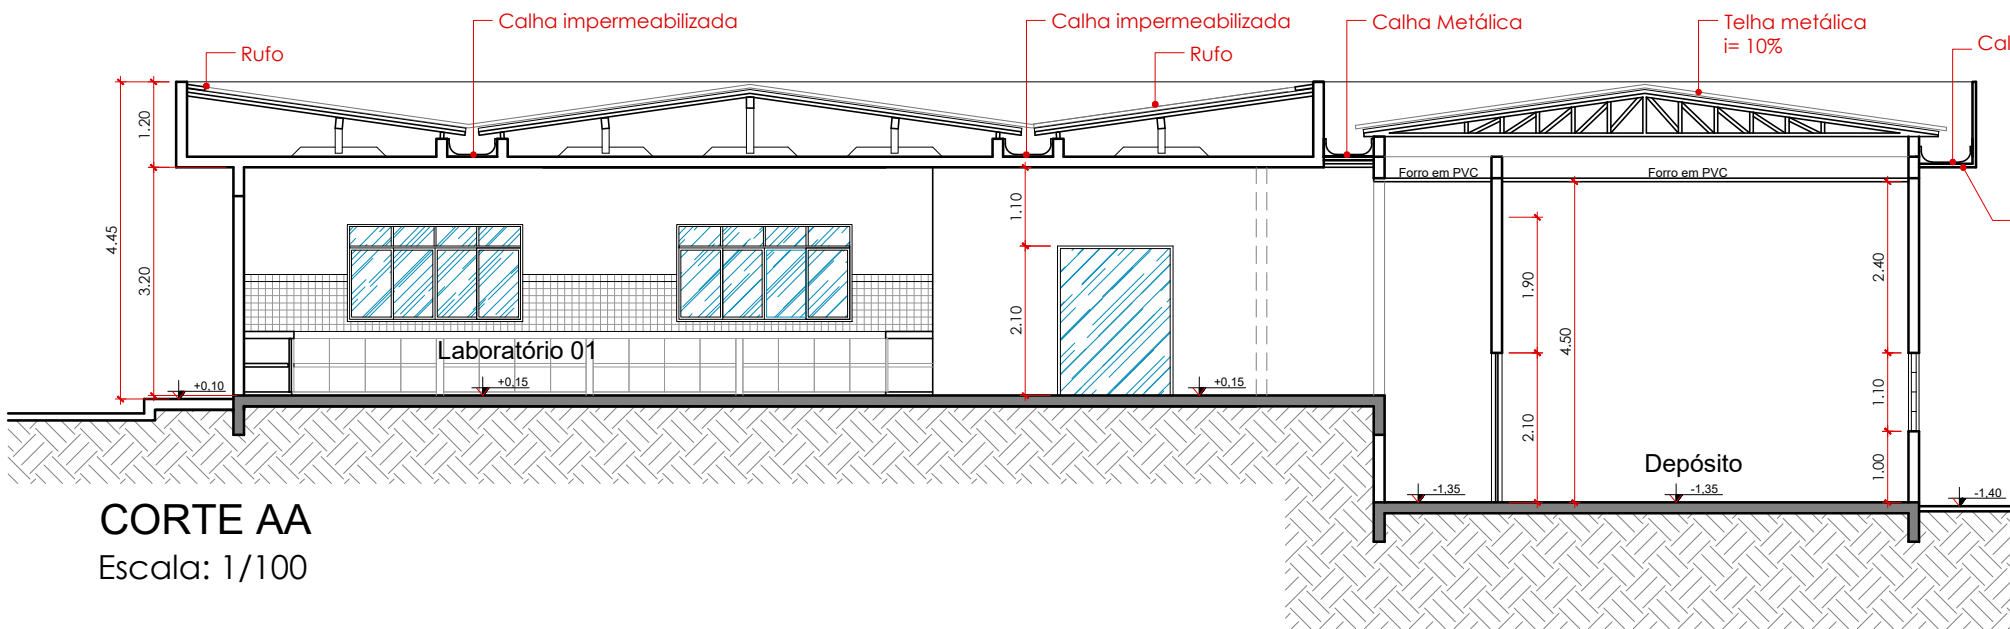 Calha impermeabilizada
Calha impermeabilizada
Calha Metálica
Telha metálica
i= 10%
Cal
Rufo
Rufo
1.20
4.45
3.20
1.10
2.10
Forro em PVC
Forro em PVC
1.90
2.10
4.50
2.40
1.10
1.00
Laboratório 01
+0,10
+0,15
+0,15
Depósito
-1,35
-1,35
-1,40
CORTE AA
Escala: 1/100